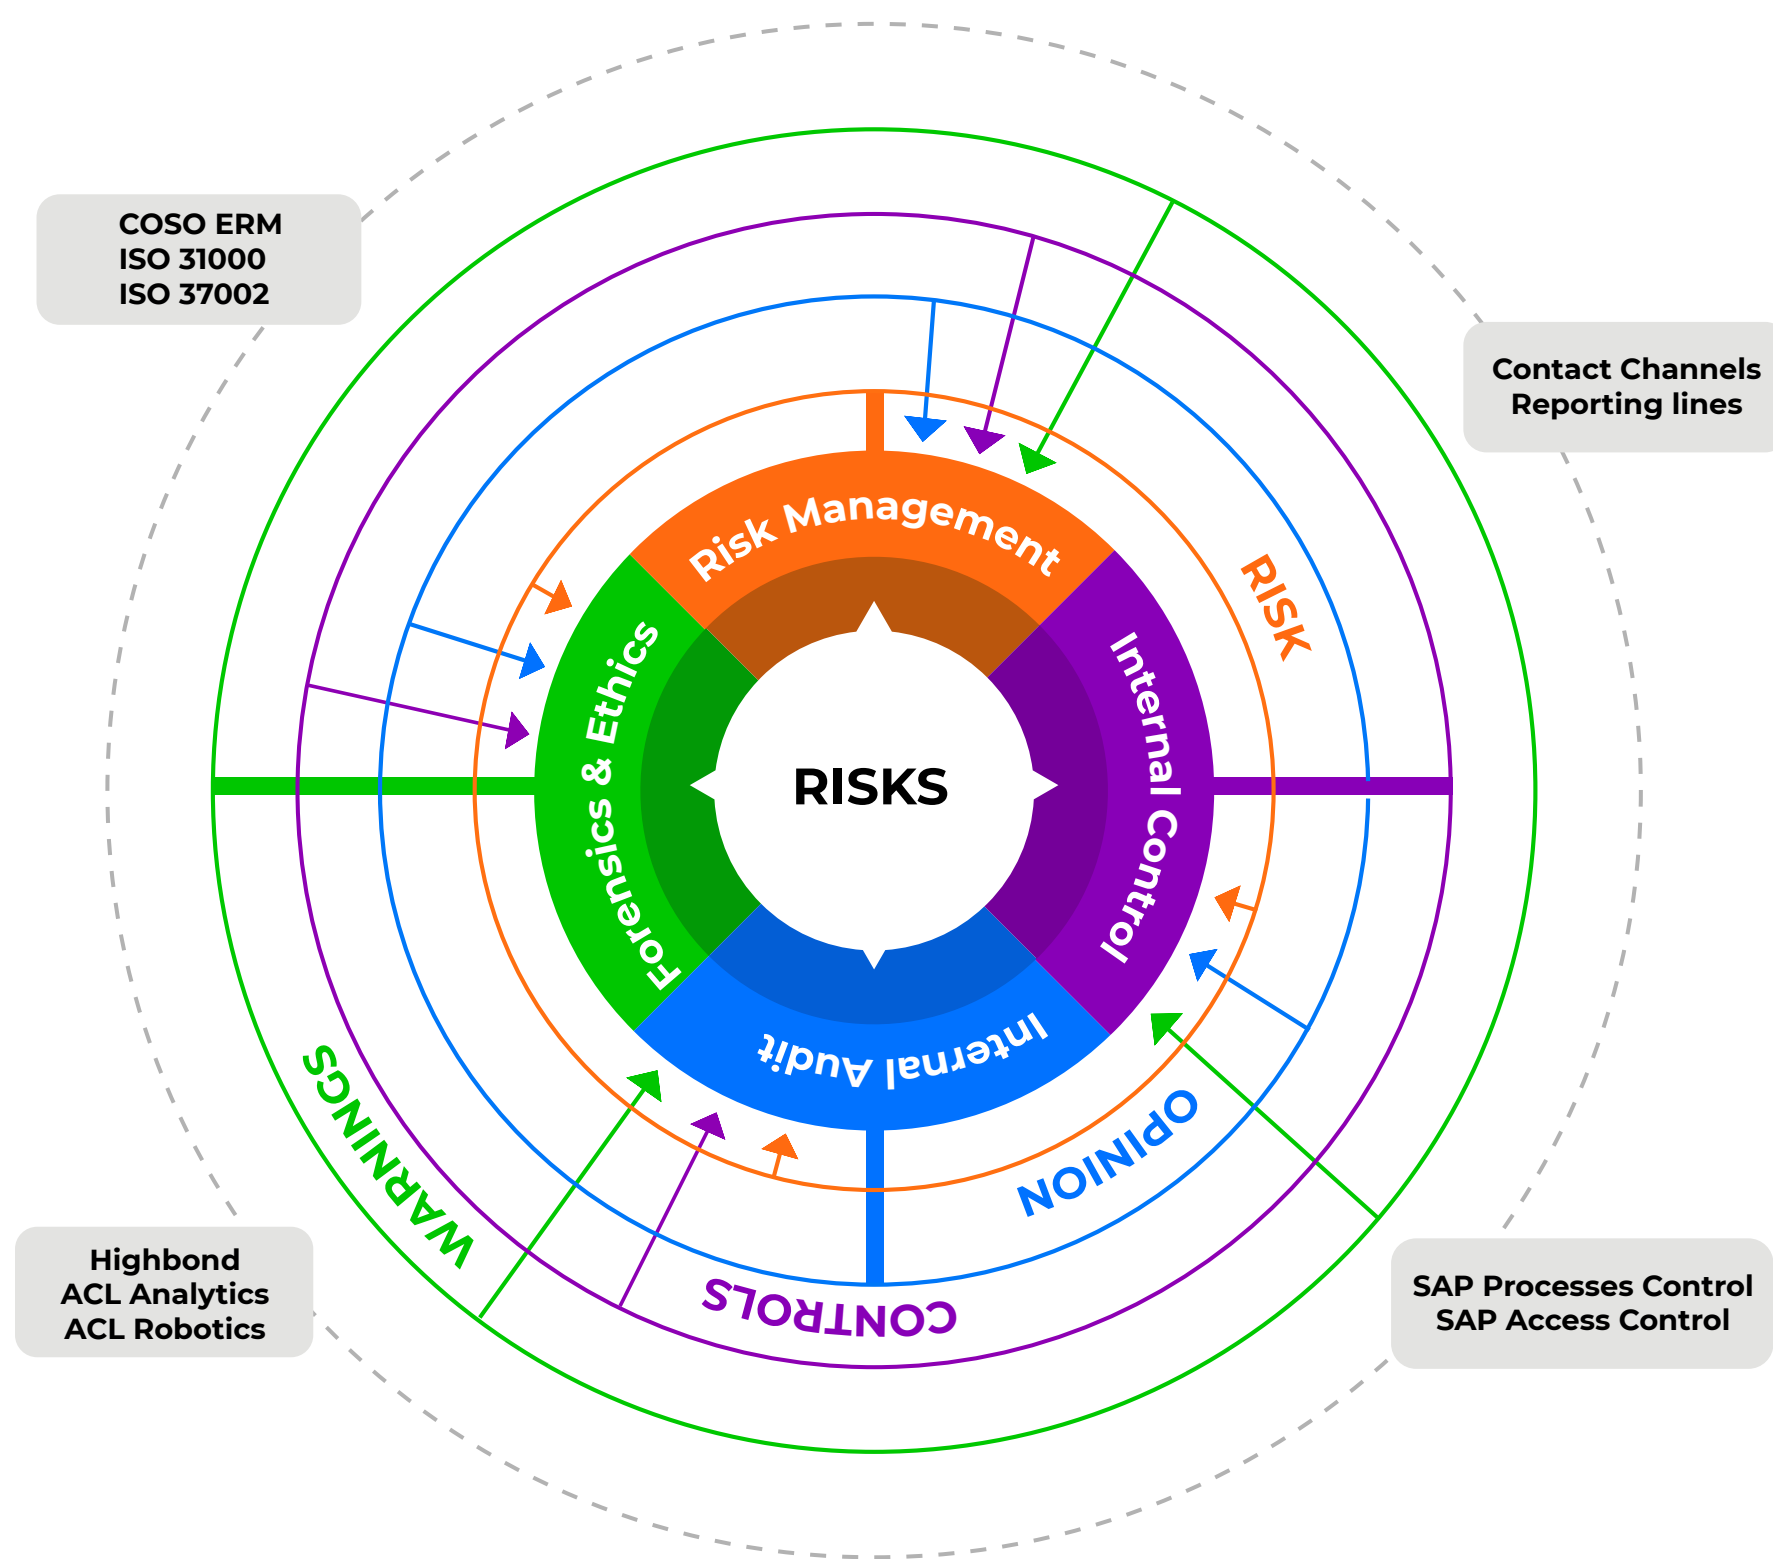 COSO ERM
ISO 31000
ISO 37002
Contact Channels
Reporting lines
Risk Management
RISK
Internal Control
Forensics & Ethics
RISKS
Internal Audit
OPINION
WARNINGS
CONTROLS
Highbond
ACL Analytics
ACL Robotics
SAP Processes Control
SAP Access Control